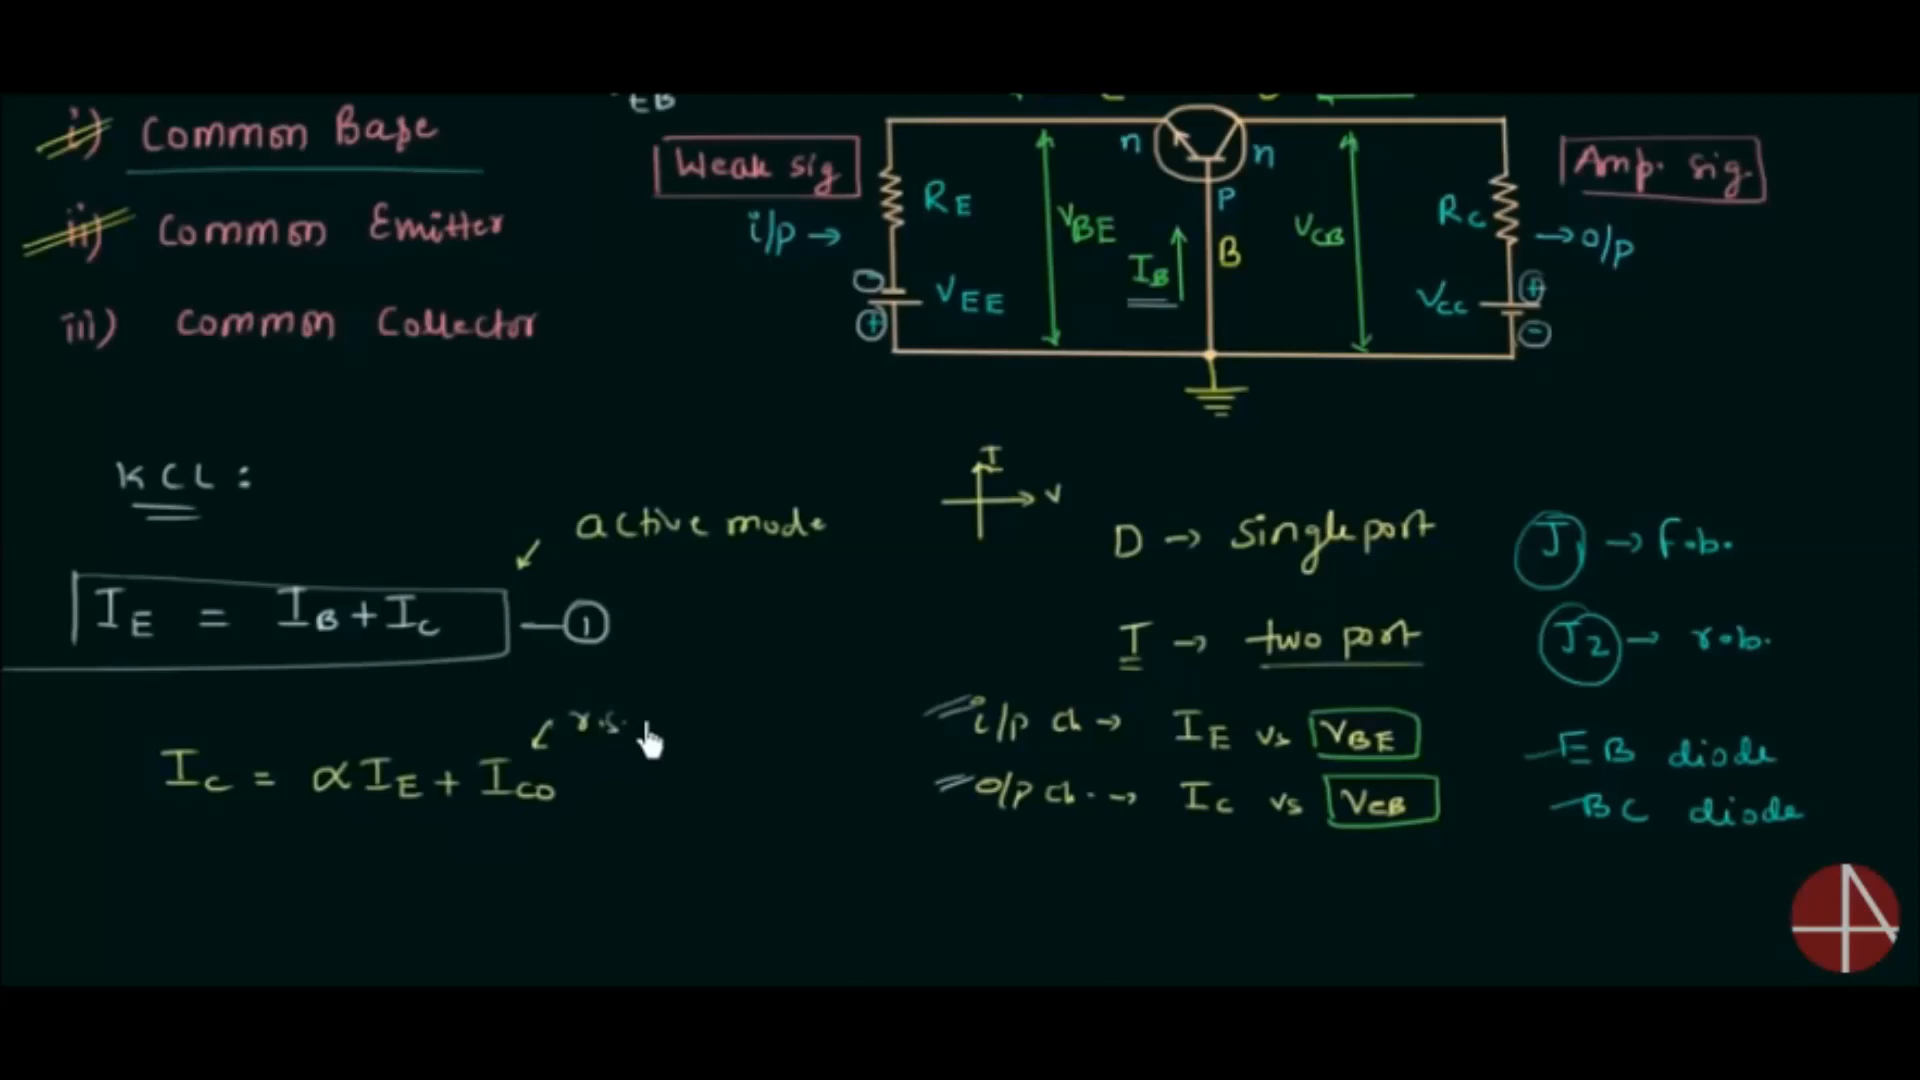 i) Common Base
ii) Common Emitter
iii) Common Collector
EB
Weak sig
i/p →
RE
VEE
VBE
n
n
P
B
IB
VCB
RC
VCC
Amp. sig.
→ o/p
KCL:
active mode
IE = IB + IC — 1
r.s.
IC = αIE + ICO
I
V
D → Single port
T → two port
i/p ch → IE vs VBE
o/p ch. → IC vs VCB
J1 → f.b.
J2 → r.b.
EB diode
BC diode